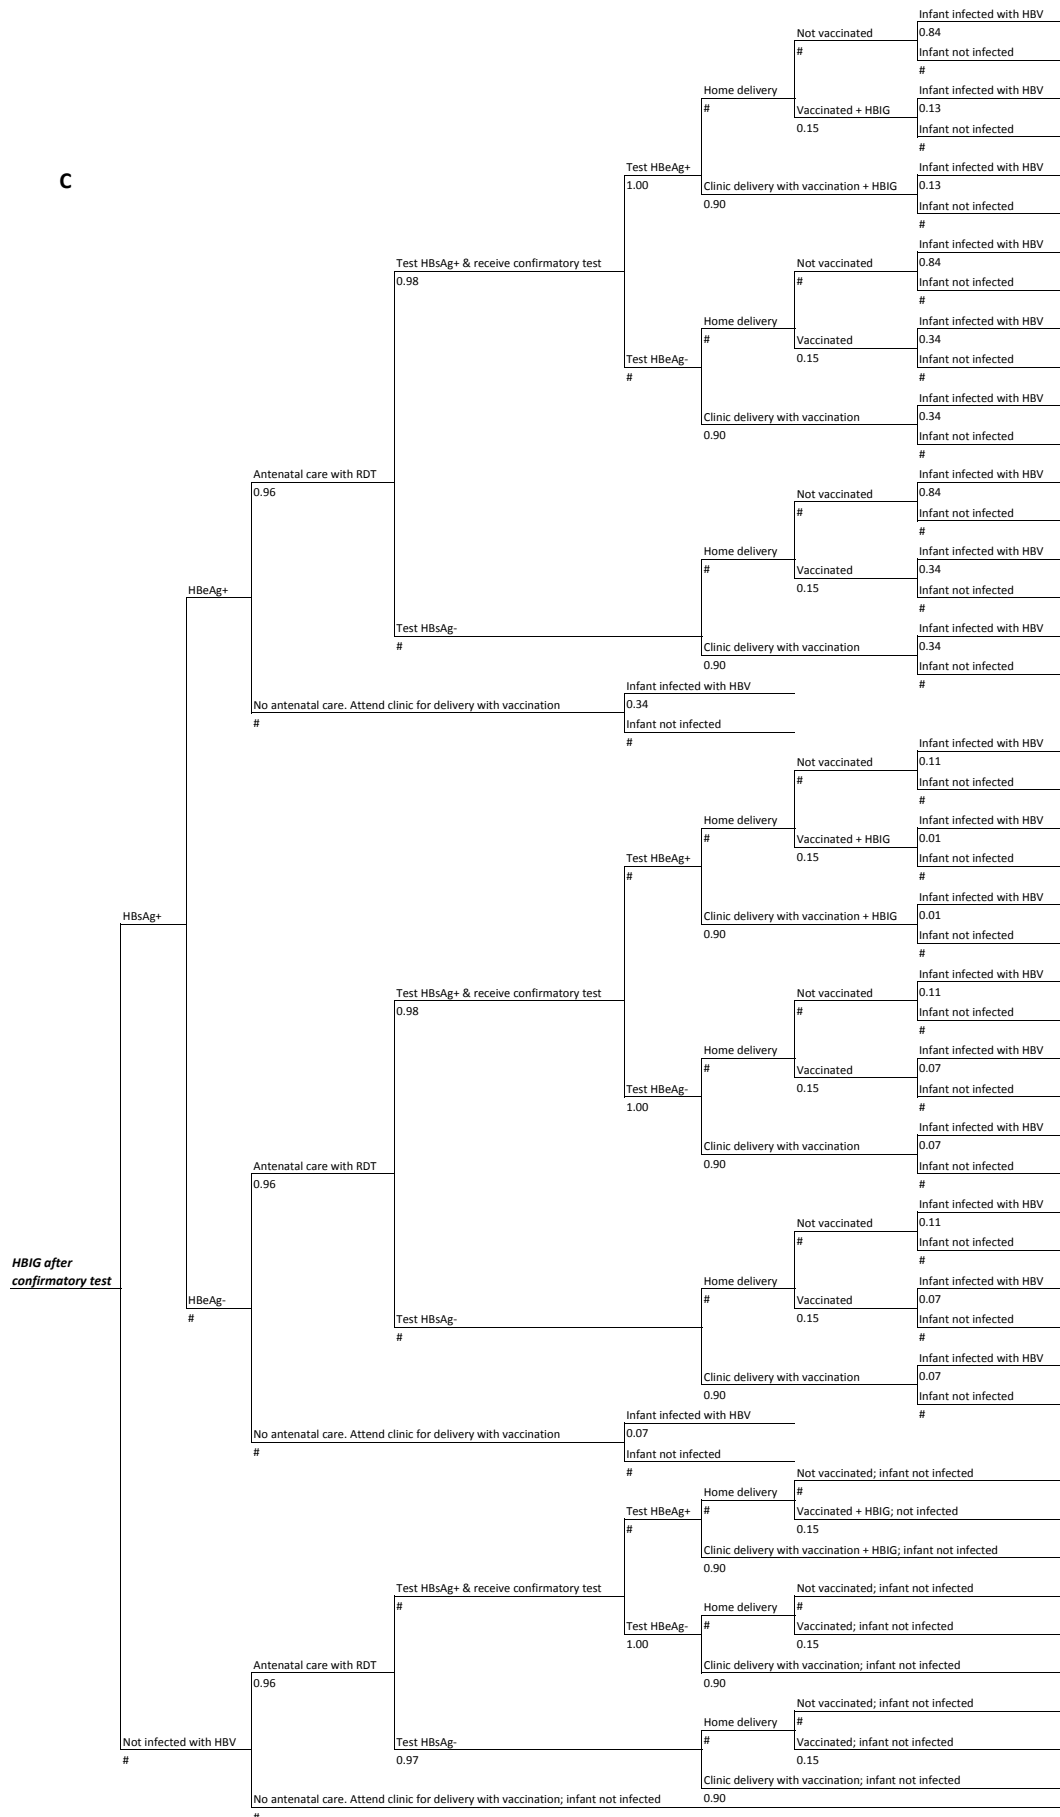 Infant infected with HBV
Not vaccinated
0.84
#
Infant not infected
#
Home delivery
Infant infected with HBV
#
Vaccinated + HBIG
0.13
0.15
Infant not infected
#
C
Test HBeAg+
Infant infected with HBV
1.00
Clinic delivery with vaccination + HBIG
0.13
0.90
Infant not infected
#
Test HBsAg+ & receive confirmatory test
Infant infected with HBV
0.98
Not vaccinated
0.84
#
Infant not infected
#
Home delivery
Infant infected with HBV
#
Vaccinated
0.34
Test HBeAg-
0.15
Infant not infected
#
#
Infant infected with HBV
Clinic delivery with vaccination
0.34
0.90
Infant not infected
#
Antenatal care with RDT
Infant infected with HBV
0.96
Not vaccinated
0.84
#
Infant not infected
#
Home delivery
Infant infected with HBV
#
Vaccinated
0.34
HBeAg+
0.15
Infant not infected
#
Test HBsAg-
Infant infected with HBV
#
Clinic delivery with vaccination
0.34
0.90
Infant not infected
#
Infant infected with HBV
No antenatal care. Attend clinic for delivery with vaccination
0.34
#
Infant not infected
#
Infant infected with HBV
Not vaccinated
0.11
#
Infant not infected
#
Home delivery
Infant infected with HBV
#
Vaccinated + HBIG
0.01
Test HBeAg+
0.15
Infant not infected
#
#
HBsAg+
Infant infected with HBV
Clinic delivery with vaccination + HBIG
0.01
0.90
Infant not infected
#
Test HBsAg+ & receive confirmatory test
Infant infected with HBV
0.98
Not vaccinated
0.11
#
Infant not infected
#
Home delivery
Infant infected with HBV
#
Vaccinated
0.07
Test HBeAg-
0.15
Infant not infected
1.00
#
Infant infected with HBV
Clinic delivery with vaccination
0.07
0.90
Infant not infected
#
Antenatal care with RDT
0.96
Infant infected with HBV
Not vaccinated
0.11
#
Infant not infected
#
HBIG after
confirmatory test
Home delivery
Infant infected with HBV
#
Vaccinated
0.07
HBeAg-
0.15
Infant not infected
#
#
Test HBsAg-
#
Infant infected with HBV
Clinic delivery with vaccination
0.07
0.90
Infant not infected
#
Infant infected with HBV
No antenatal care. Attend clinic for delivery with vaccination
0.07
#
Infant not infected
#
Not vaccinated; infant not infected
Home delivery
#
#
Vaccinated + HBIG; not infected
Test HBeAg+
0.15
#
Clinic delivery with vaccination + HBIG; infant not infected
0.90
Test HBsAg+ & receive confirmatory test
Not vaccinated; infant not infected
#
Home delivery
#
#
Vaccinated; infant not infected
Test HBeAg-
0.15
1.00
Clinic delivery with vaccination; infant not infected
Antenatal care with RDT
0.90
0.96
Not vaccinated; infant not infected
Home delivery
#
#
Vaccinated; infant not infected
Not infected with HBV
Test HBsAg-
0.15
#
0.97
Clinic delivery with vaccination; infant not infected
0.90
No antenatal care. Attend clinic for delivery with vaccination; infant not infected
#